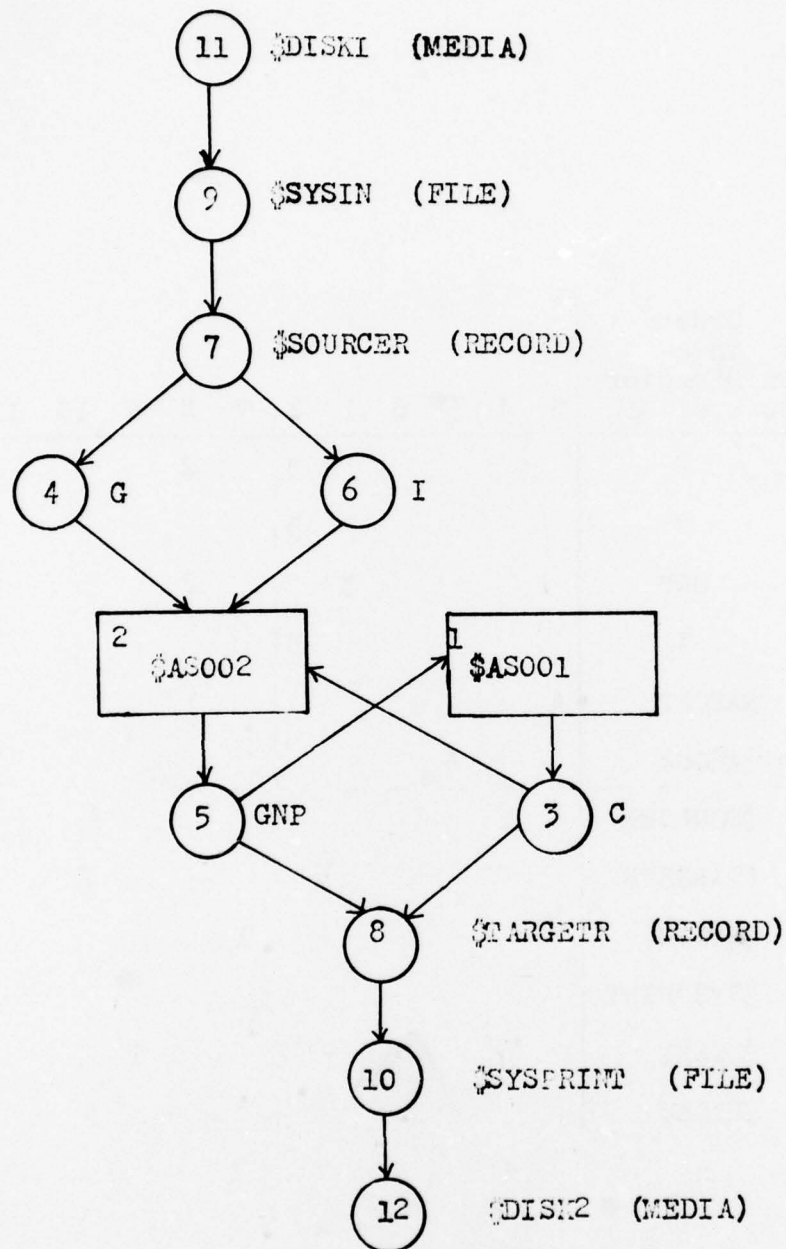 11 $DISK1 (MEDIA)
9 $SYSIN (FILE)
7 $SOURCER (RECORD)
4 G 6 I
2 $AS002
1 $AS001
5 GNP 3 C
8 $TARGETR (RECORD)
10 $SYSPRINT (FILE)
12 $DISK2 (MEDIA)